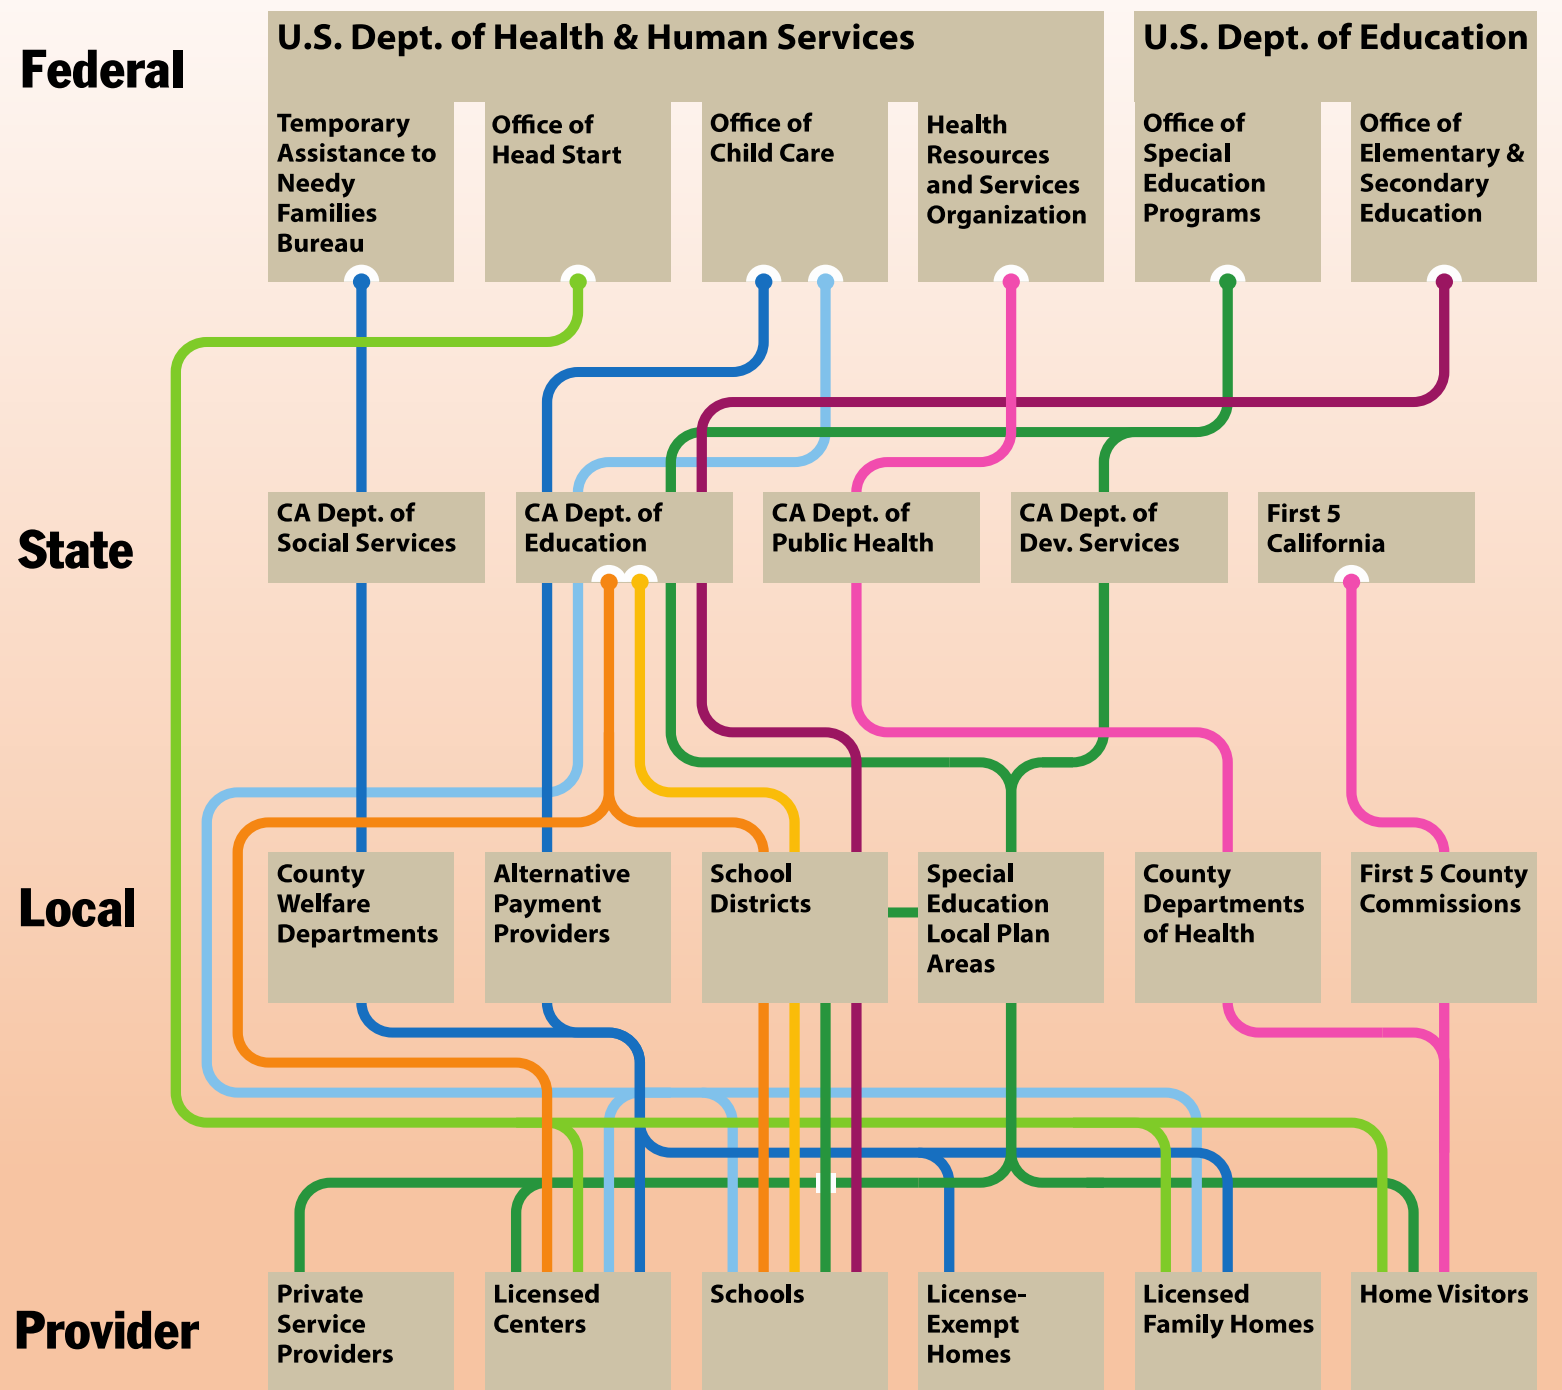 Federal
U.S. Dept. of Health & Human Services
U.S. Dept. of Education
Temporary
Assistance to
Needy
Families
Bureau
Office of
Head Start
Office of
Child Care
Health
Resources
and Services
Organization
Office of
Special
Education
Programs
Office of
Elementary &
Secondary
Education
State
CA Dept. of
Social Services
CA Dept. of
Education
CA Dept. of
Public Health
CA Dept. of
Dev. Services
First 5
California
Local
County
Welfare
Departments
Alternative
Payment
Providers
School
Districts
Special
Education
Local Plan
Areas
County
Departments
of Health
First 5 County
Commissions
Provider
Private
Service
Providers
Licensed
Centers
Schools
License-
Exempt
Homes
Licensed
Family Homes
Home Visitors